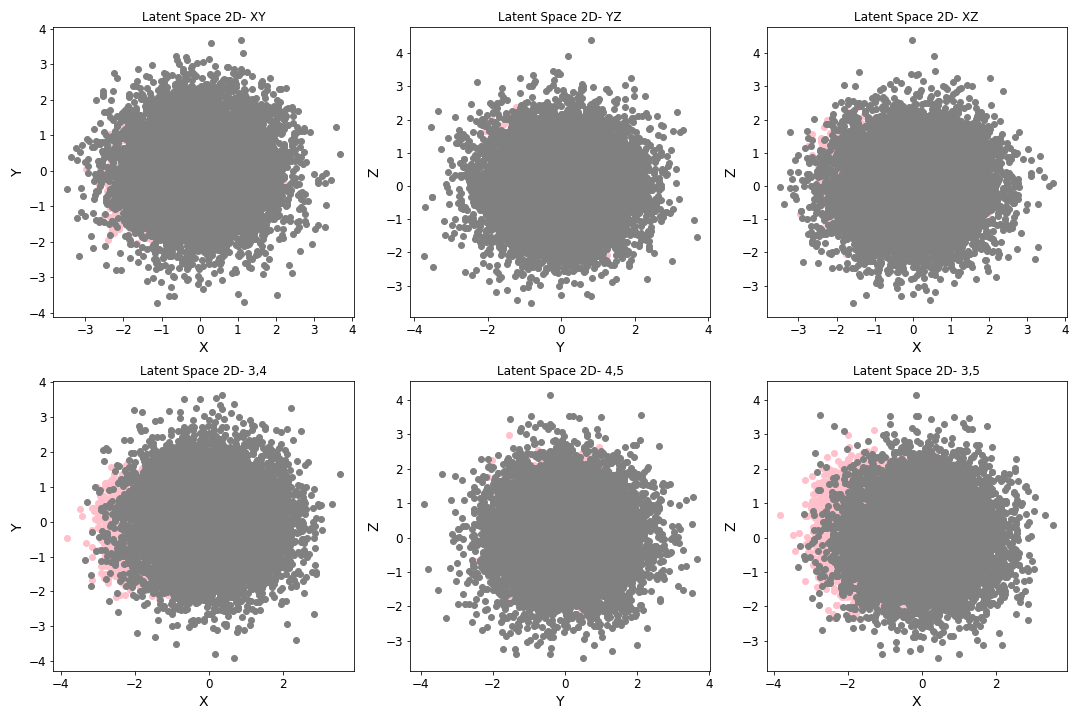 Latent Space 2D- XY
4
3
2
1
0
−1
−2
−3
−4
Y
−3 −2 −1 0 1 2 3 4
X
Latent Space 2D- YZ
4
3
2
1
0
−1
−2
−3
Z
−4 −2 0 2 4
Y
Latent Space 2D- XZ
4
3
2
1
0
−1
−2
−3
Z
−3 −2 −1 0 1 2 3 4
X
Latent Space 2D- 3,4
4
3
2
1
0
−1
−2
−3
−4
Y
−4 −2 0 2
X
Latent Space 2D- 4,5
4
3
2
1
0
−1
−2
−3
Z
−4 −2 0 2 4
Y
Latent Space 2D- 3,5
4
3
2
1
0
−1
−2
−3
Z
−4 −2 0 2
X